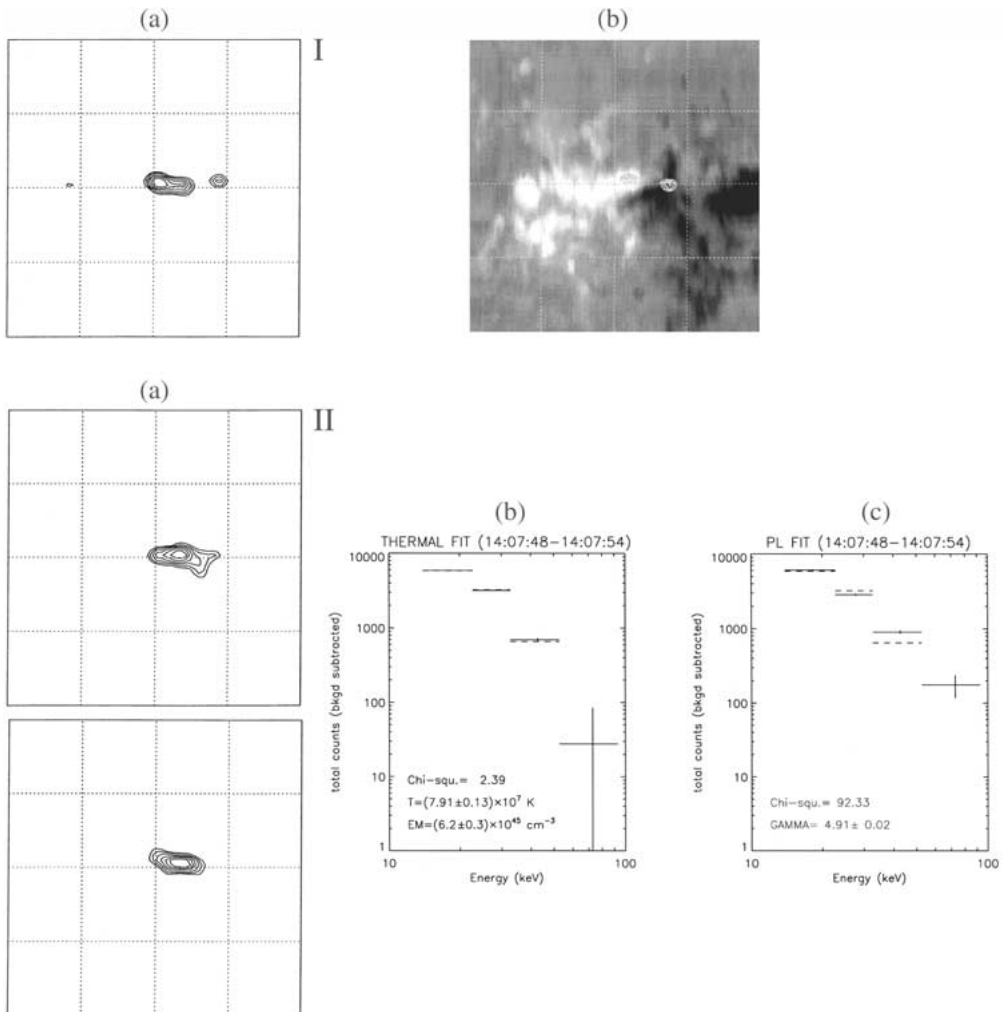 (a)
I
(b)
(a)
II
(b)
THERMAL FIT (14:07:48−14:07:54)
10000
1000
100
10
1
total counts (bkgd subtracted)
Chi−squ.= 2.39
T=(7.91±0.13)×10⁷ K
EM=(6.2±0.3)×10⁴⁵ cm⁻³
10
100
Energy (keV)
(c)
PL FIT (14:07:48−14:07:54)
10000
1000
100
10
1
total counts (bkgd subtracted)
Chi−squ.= 92.33
GAMMA= 4.91± 0.02
10
100
Energy (keV)